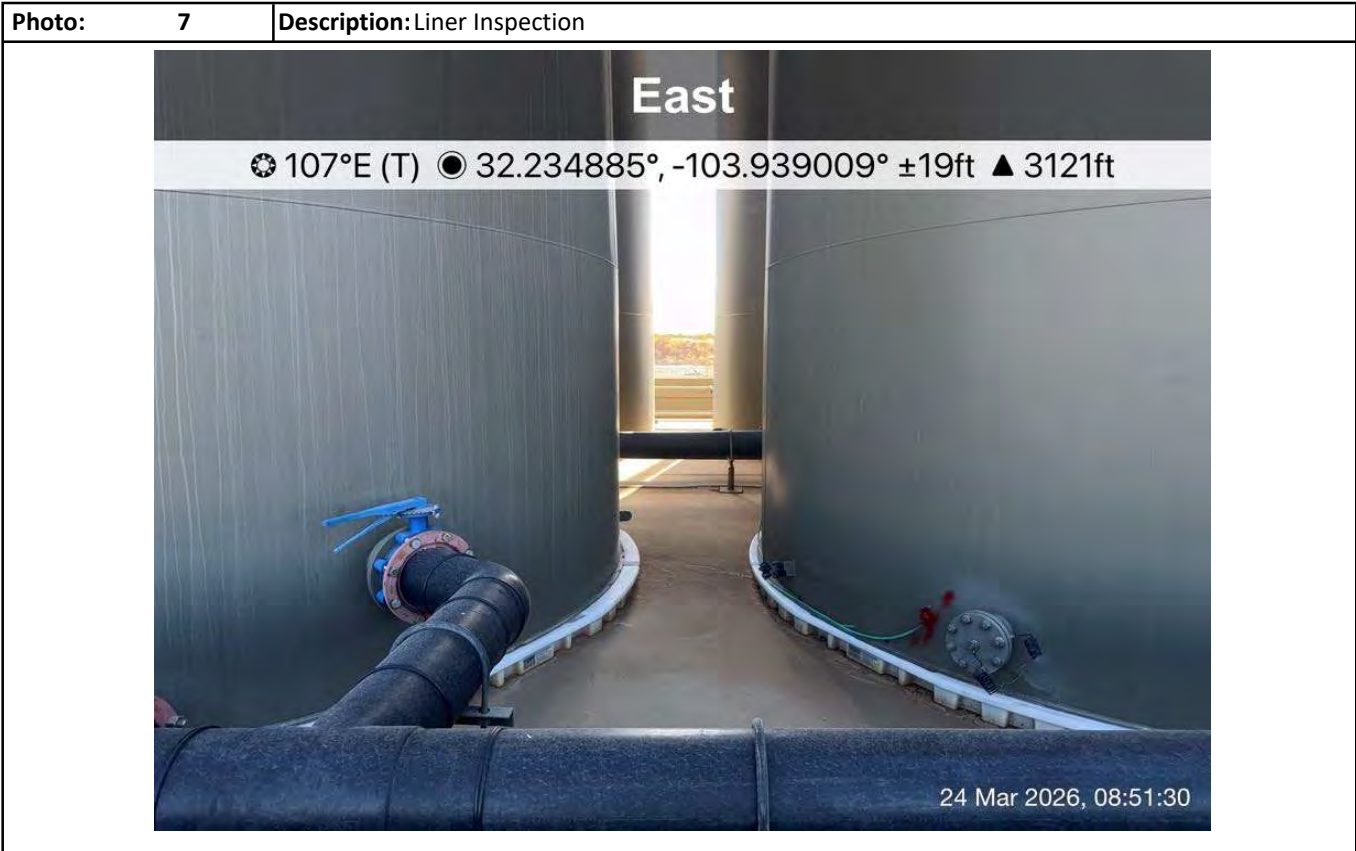 Photo: 7 Description: Liner Inspection
East
107°E (T) 32.234885°, -103.939009° ±19ft ▲ 3121ft
24 Mar 2026, 08:51:30